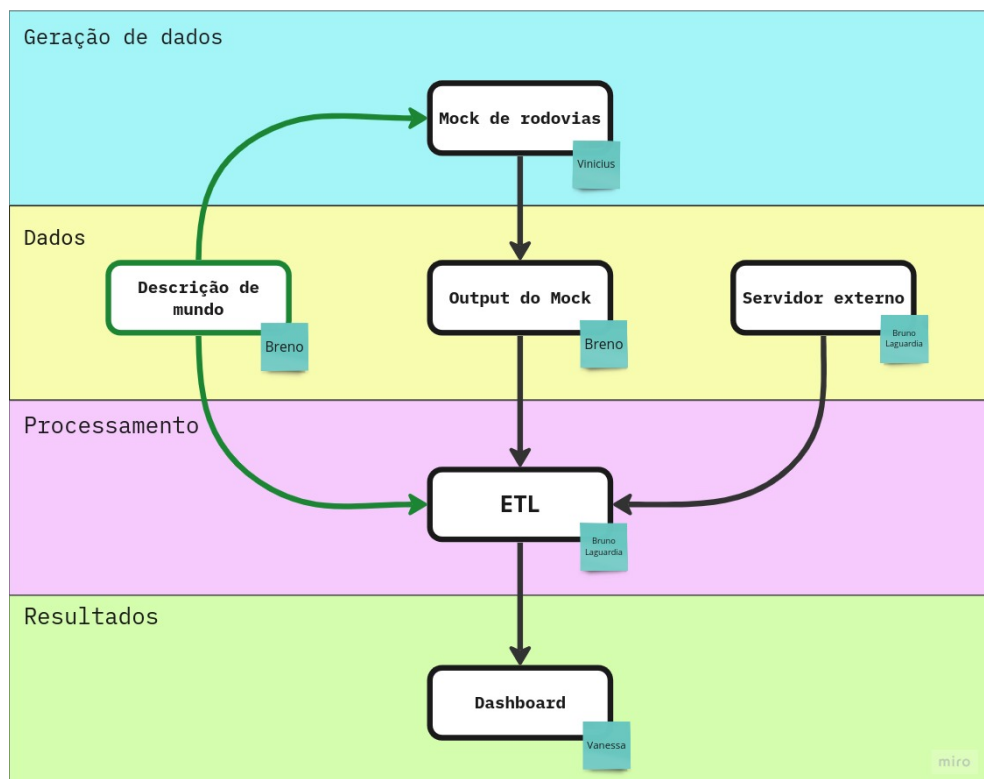 Geração de dados
Mock de rodovias
Vinicius
Dados
Descrição de
mundo
Breno
Output do Mock
Breno
Servidor externo
Bruno
Laguardia
Processamento
ETL
Bruno
Laguardia
Resultados
Dashboard
Vanessa
miro